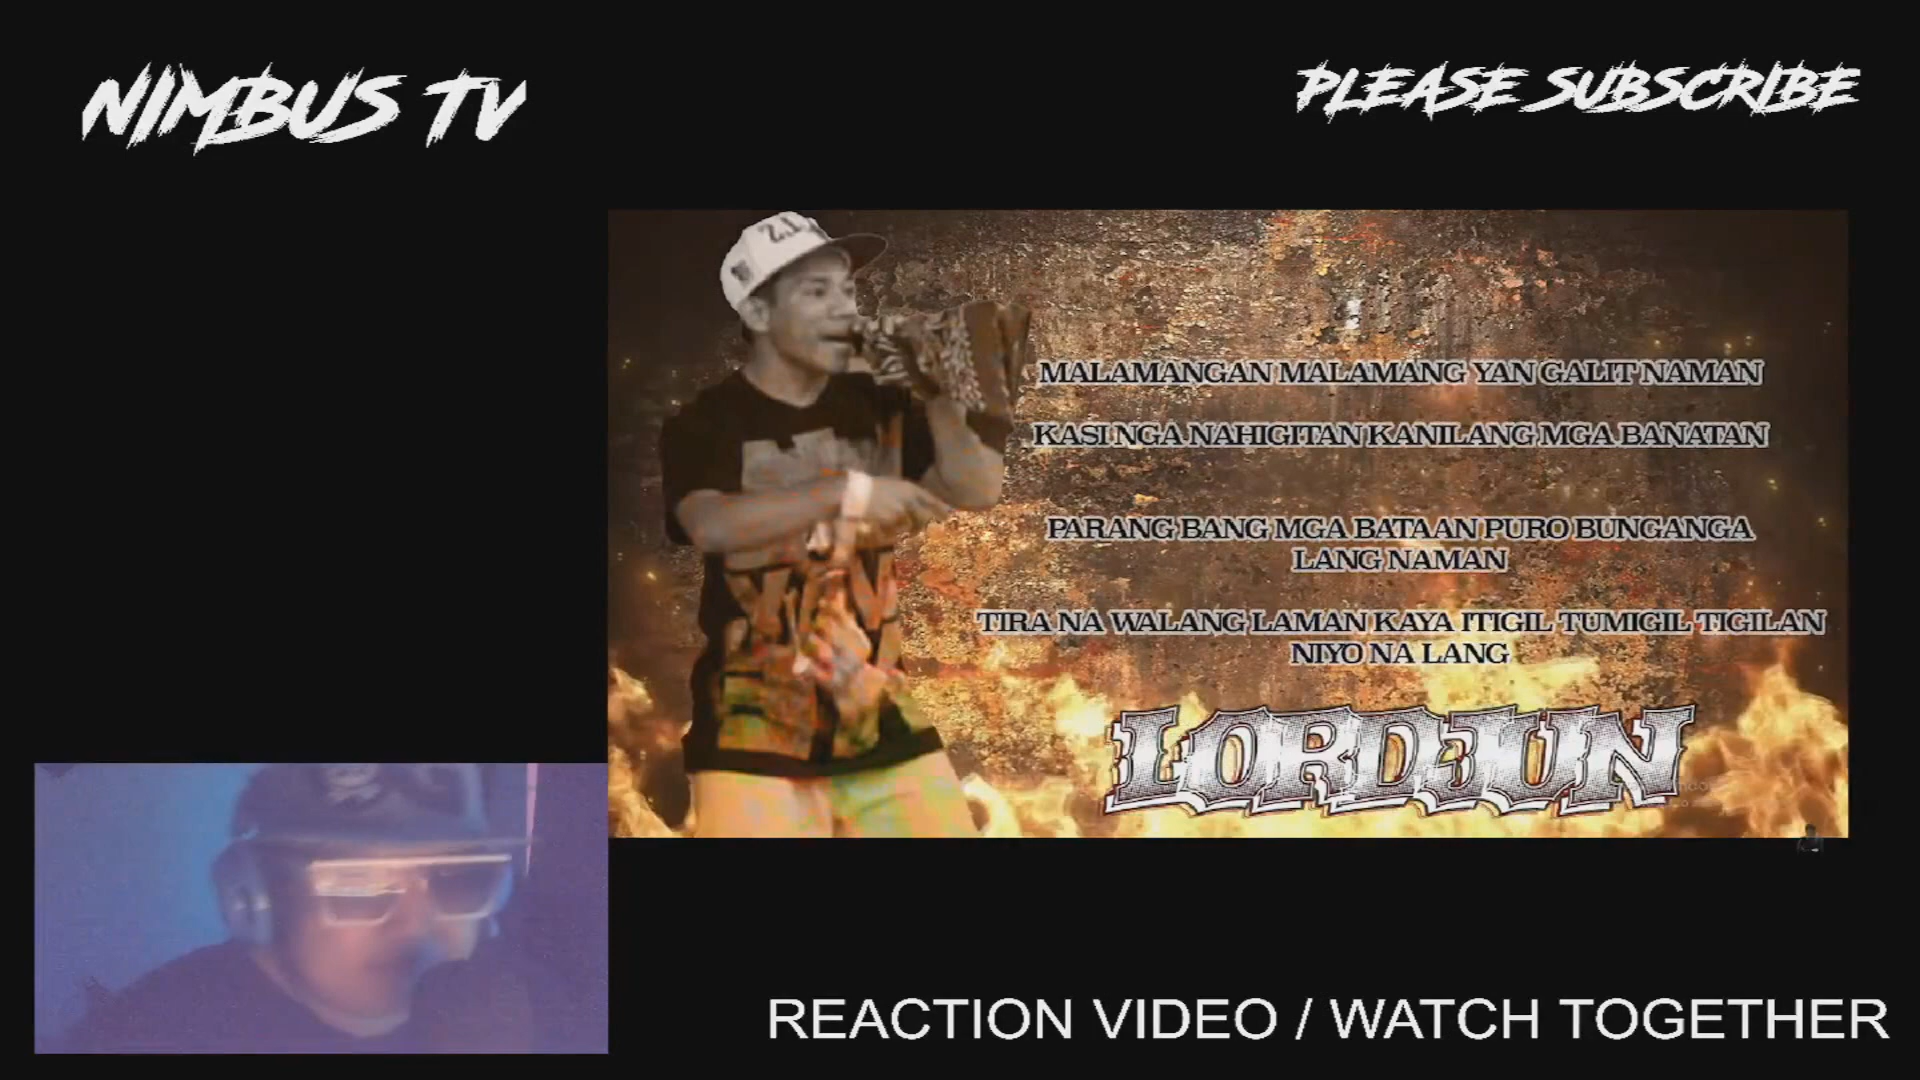 NIMBUS TV
PLEASE SUBSCRIBE
MALAMANGAN MALAMANG YAN GALIT NAMAN
KASI NGA NAHIGITAN KANILANG MGA BANATAN
PARANG BANG MGA BATAAN PURO BUNGANGA
LANG NAMAN
TIRA NA WALANG LAMAN KAYA ITIGIL TUMIGIL TIGILAN
NIYO NA LANG
LORDJUN
REACTION VIDEO / WATCH TOGETHER